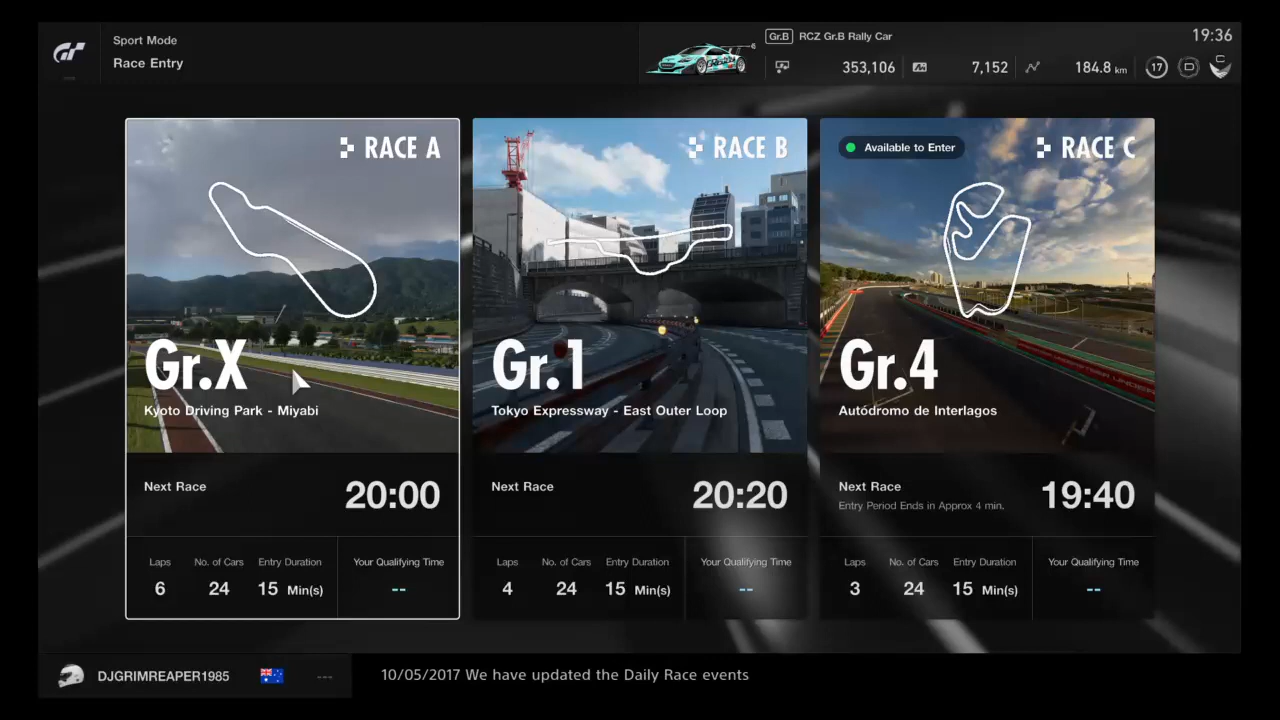 Sport Mode
Race Entry
Gr.B RCZ Gr.B Rally Car
19:36
353,106 7,152 184.8 km 17 D C
RACE A
Gr.X
Kyoto Driving Park - Miyabi
Next Race 20:00
Laps No. of Cars Entry Duration Your Qualifying Time
6 24 15 Min(s) --
RACE B
Gr.1
Tokyo Expressway - East Outer Loop
Next Race 20:20
Laps No. of Cars Entry Duration Your Qualifying Time
4 24 15 Min(s) --
Available to Enter
RACE C
Gr.4
Autódromo de Interlagos
Next Race 19:40
Entry Period Ends in Approx 4 min.
Laps No. of Cars Entry Duration Your Qualifying Time
3 24 15 Min(s) --
DJGRIMREAPER1985 ---
10/05/2017 We have updated the Daily Race events